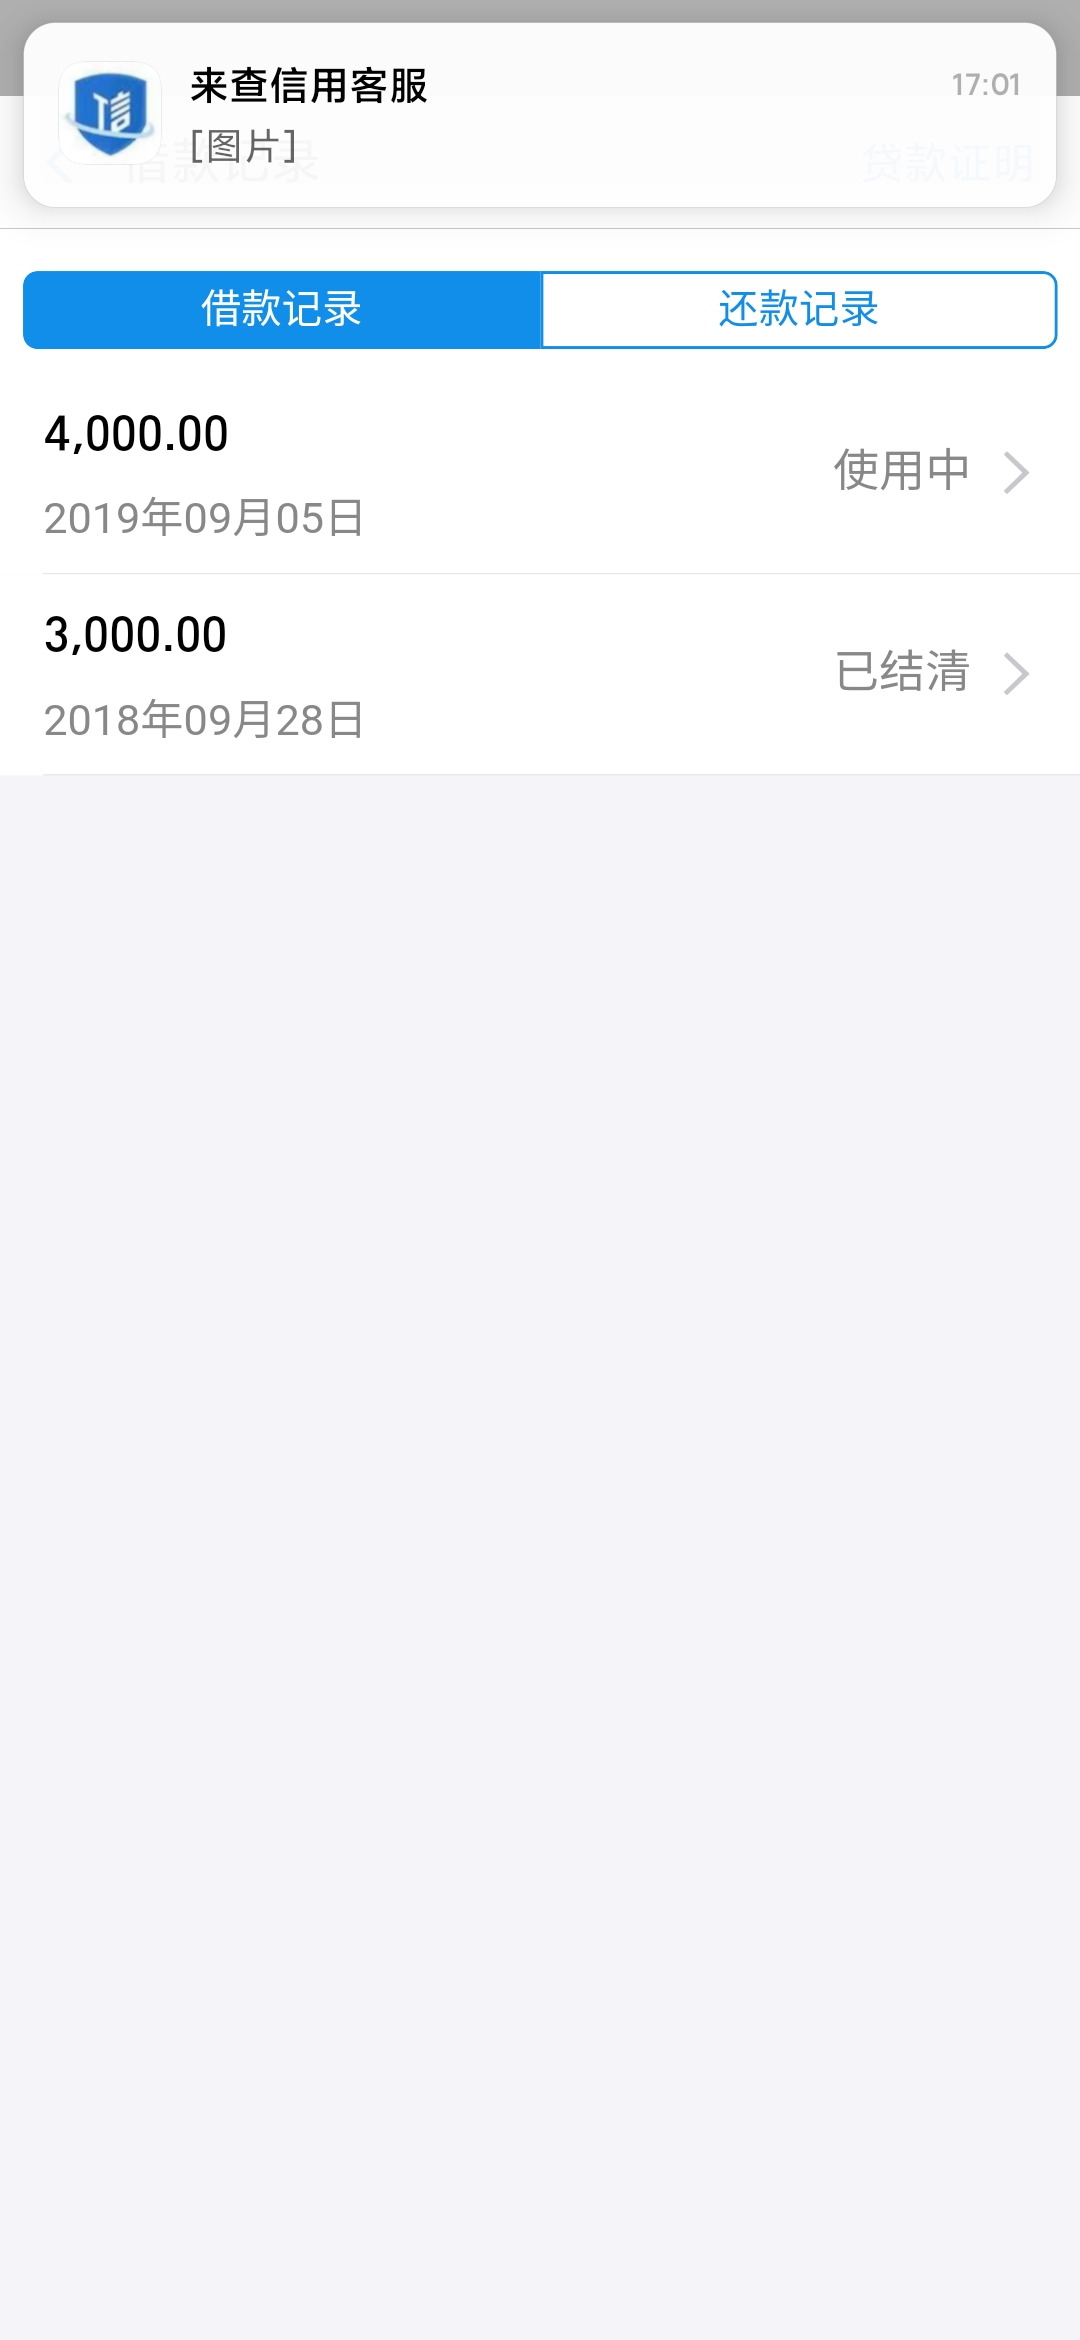 来查信用客服
17:01
[图片]
借款记录
贷款证明
借款记录
还款记录
4,000.00
使用中
2019年09月05日
3,000.00
已结清
2018年09月28日